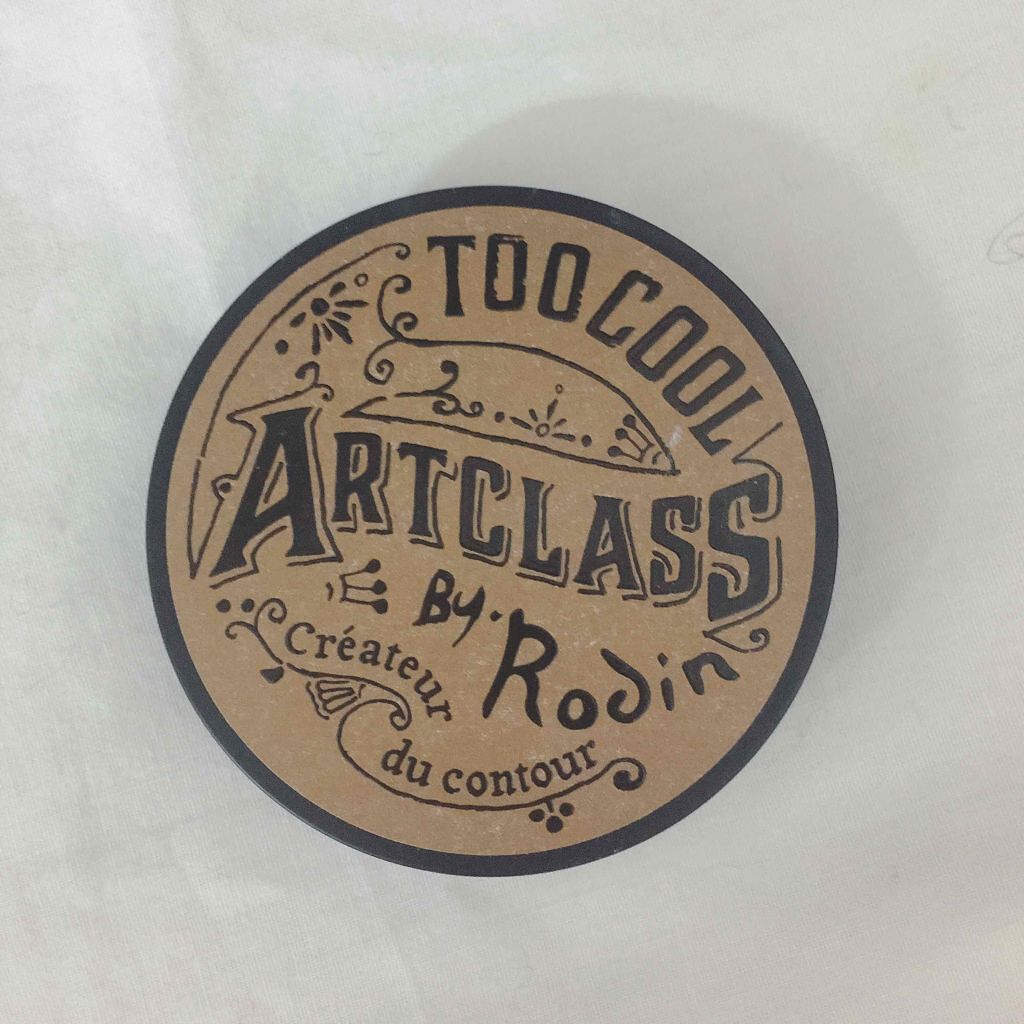 TOO COOL
ARTCLASS
By. Rodin
Créateur
du contour